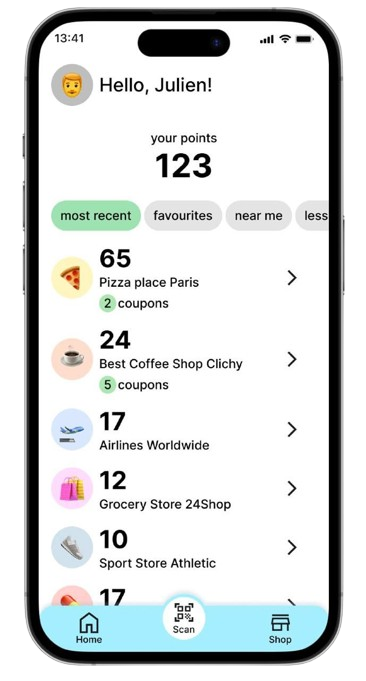 13:41
Hello, Julien!
your points
123
most recent favourites near me less
65
Pizza place Paris
2 coupons
24
Best Coffee Shop Clichy
5 coupons
17
Airlines Worldwide
12
Grocery Store 24Shop
10
Sport Store Athletic
17
Home Scan Shop